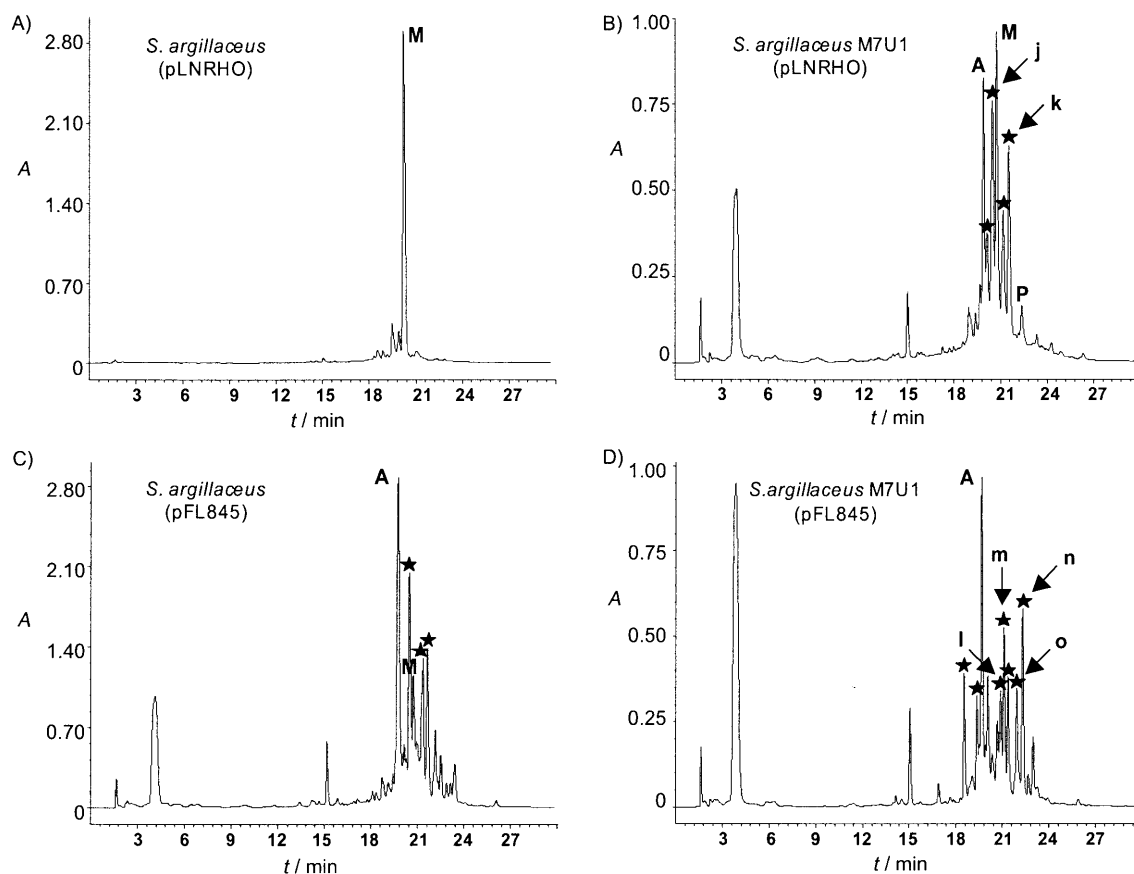 A)
S. argillaceus
(pLNRHO)
M
2.80
2.10
1.40
0.70
0
A
3 6 9 12 15 18 21 24 27
t / min
B)
S. argillaceus M7U1
(pLNRHO)
A
M
j
k
P
1.00
0.75
0.50
0.25
0
A
3 6 9 12 15 18 21 24 27
t / min
C)
S. argillaceus
(pFL845)
A
M
2.80
2.10
1.40
0.70
0
A
3 6 9 12 15 18 21 24 27
t / min
D)
S.argillaceus M7U1
(pFL845)
A
m
n
l
o
1.00
0.75
0.50
0.25
0
A
3 6 9 12 15 18 21 24 27
t / min